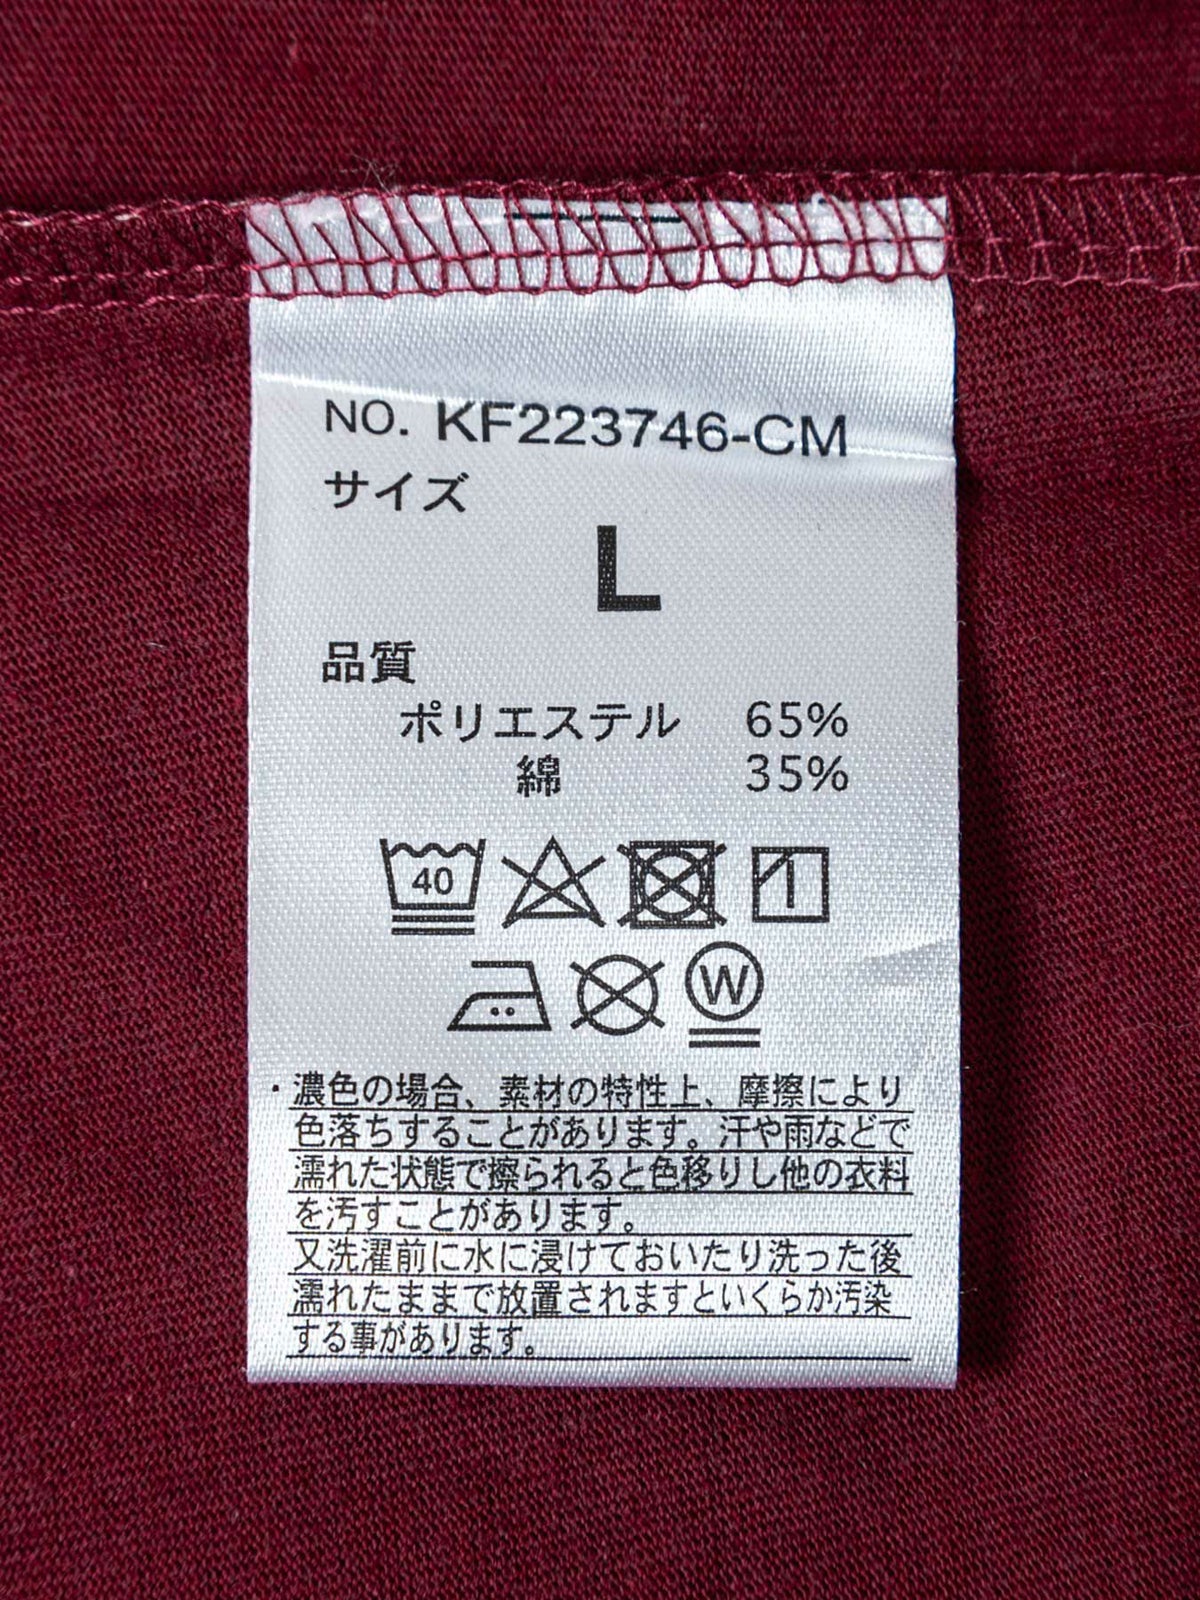 NO. KF223746-CM
サイズ
L
品質
ポリエステル 65%
綿 35%
40
W
・濃色の場合、素材の特性上、摩擦により
色落ちすることがあります。汗や雨などで
濡れた状態で擦られると色移りし他の衣料
を汚すことがあります。
又洗濯前に水に浸けておいたり洗った後
濡れたままで放置されますといくらか汚染
する事があります。